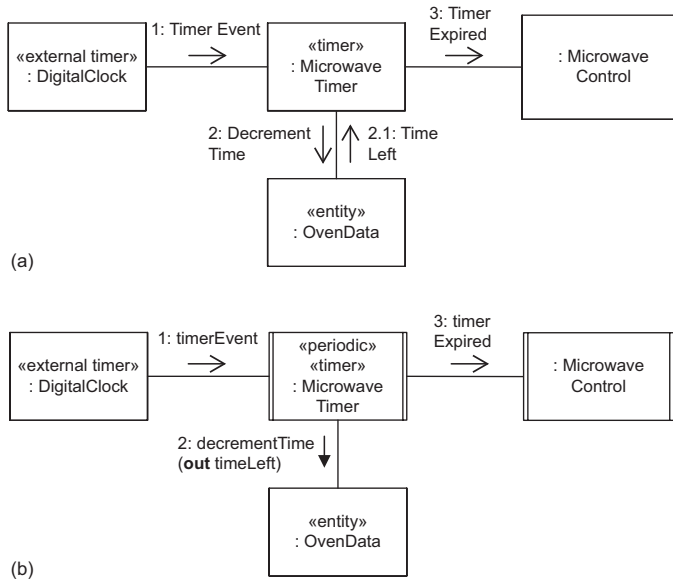 1: Timer Event
3: Timer
Expired
«external timer»
: DigitalClock
«timer»
: Microwave
Timer
: Microwave
Control
2: Decrement
Time
2.1: Time
Left
«entity»
: OvenData
(a)
1: timerEvent
3: timer
Expired
«external timer»
: DigitalClock
«periodic»
«timer»
: Microwave
Timer
: Microwave
Control
2: decrementTime
(out timeLeft)
«entity»
: OvenData
(b)